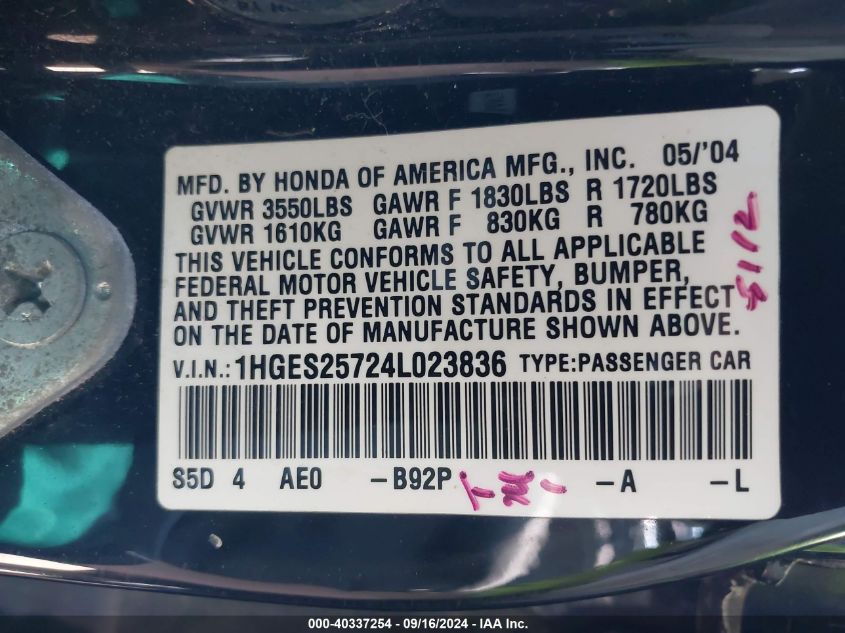 MFD. BY HONDA OF AMERICA MFG., INC. 05/'04
GVWR 3550LBS GAWR F 1830LBS R 1720LBS
GVWR 1610KG GAWR F 830KG R 780KG
THIS VEHICLE CONFORMS TO ALL APPLICABLE
FEDERAL MOTOR VEHICLE SAFETY, BUMPER,
AND THEFT PREVENTION STANDARDS IN EFFECT
ON THE DATE OF MANUFACTURE SHOWN ABOVE.
V.I.N.: 1HGES25724L023836 TYPE:PASSENGER CAR
S5D 4 AE0 -B92P -A -L
000-40337254 - 09/16/2024 - IAA Inc.